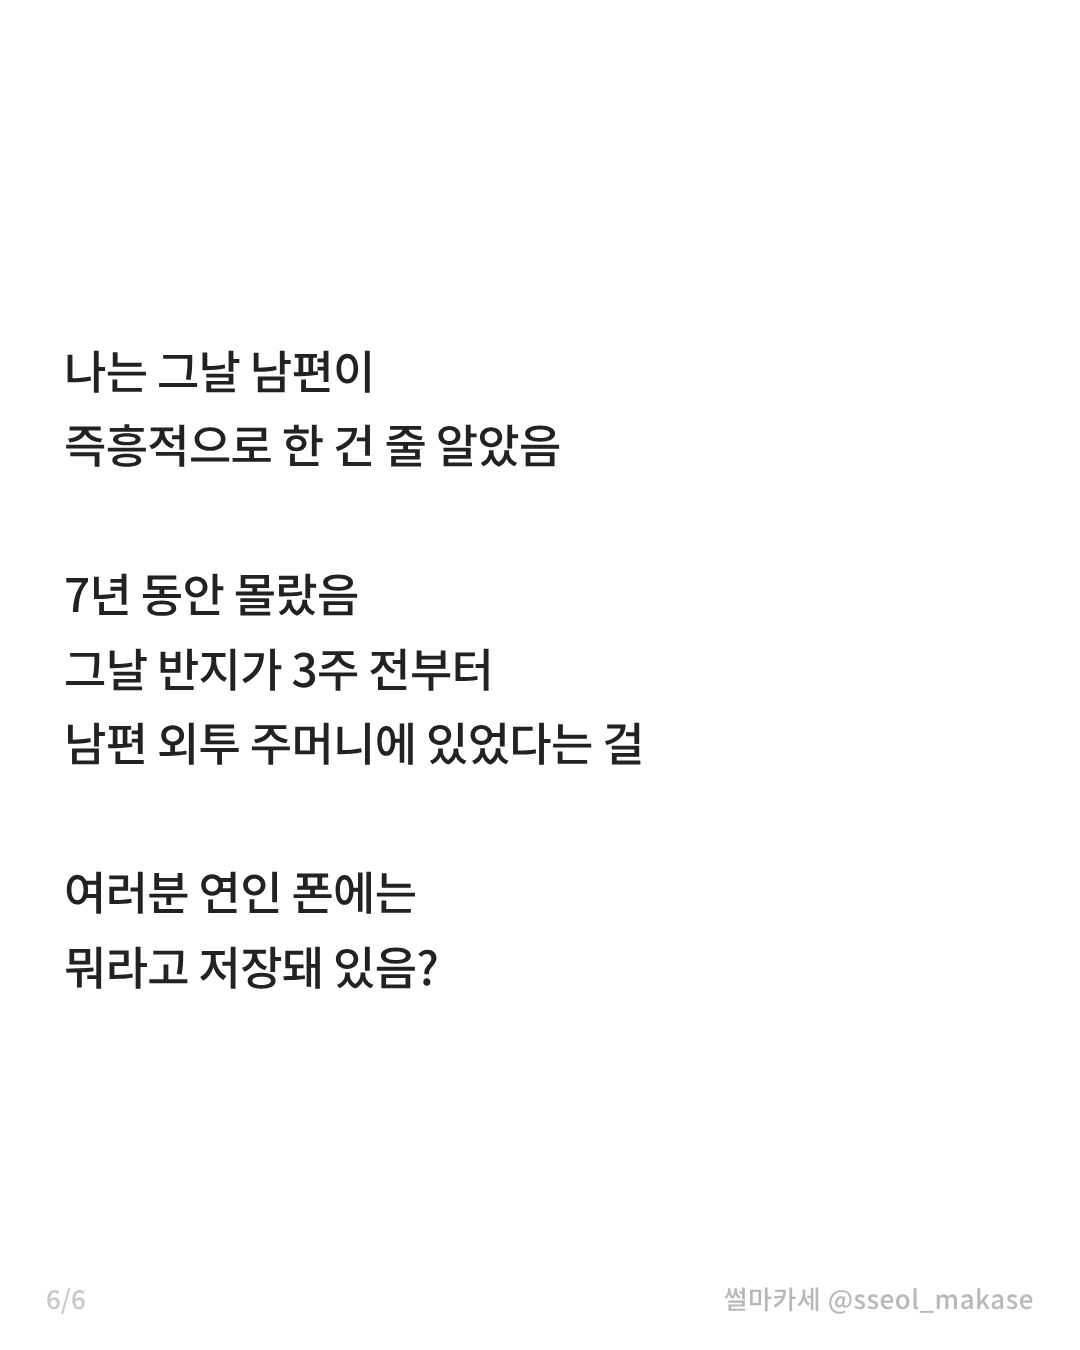 나는 그날 남편이
즉흥적으로 한 건 줄 알았음
7년 동안 몰랐음
그날 반지가 3주 전부터
남편 외투 주머니에 있었다는 걸
여러분 연인 폰에는
뭐라고 저장돼 있음?
6/6
썰마카세 @sseol_makase